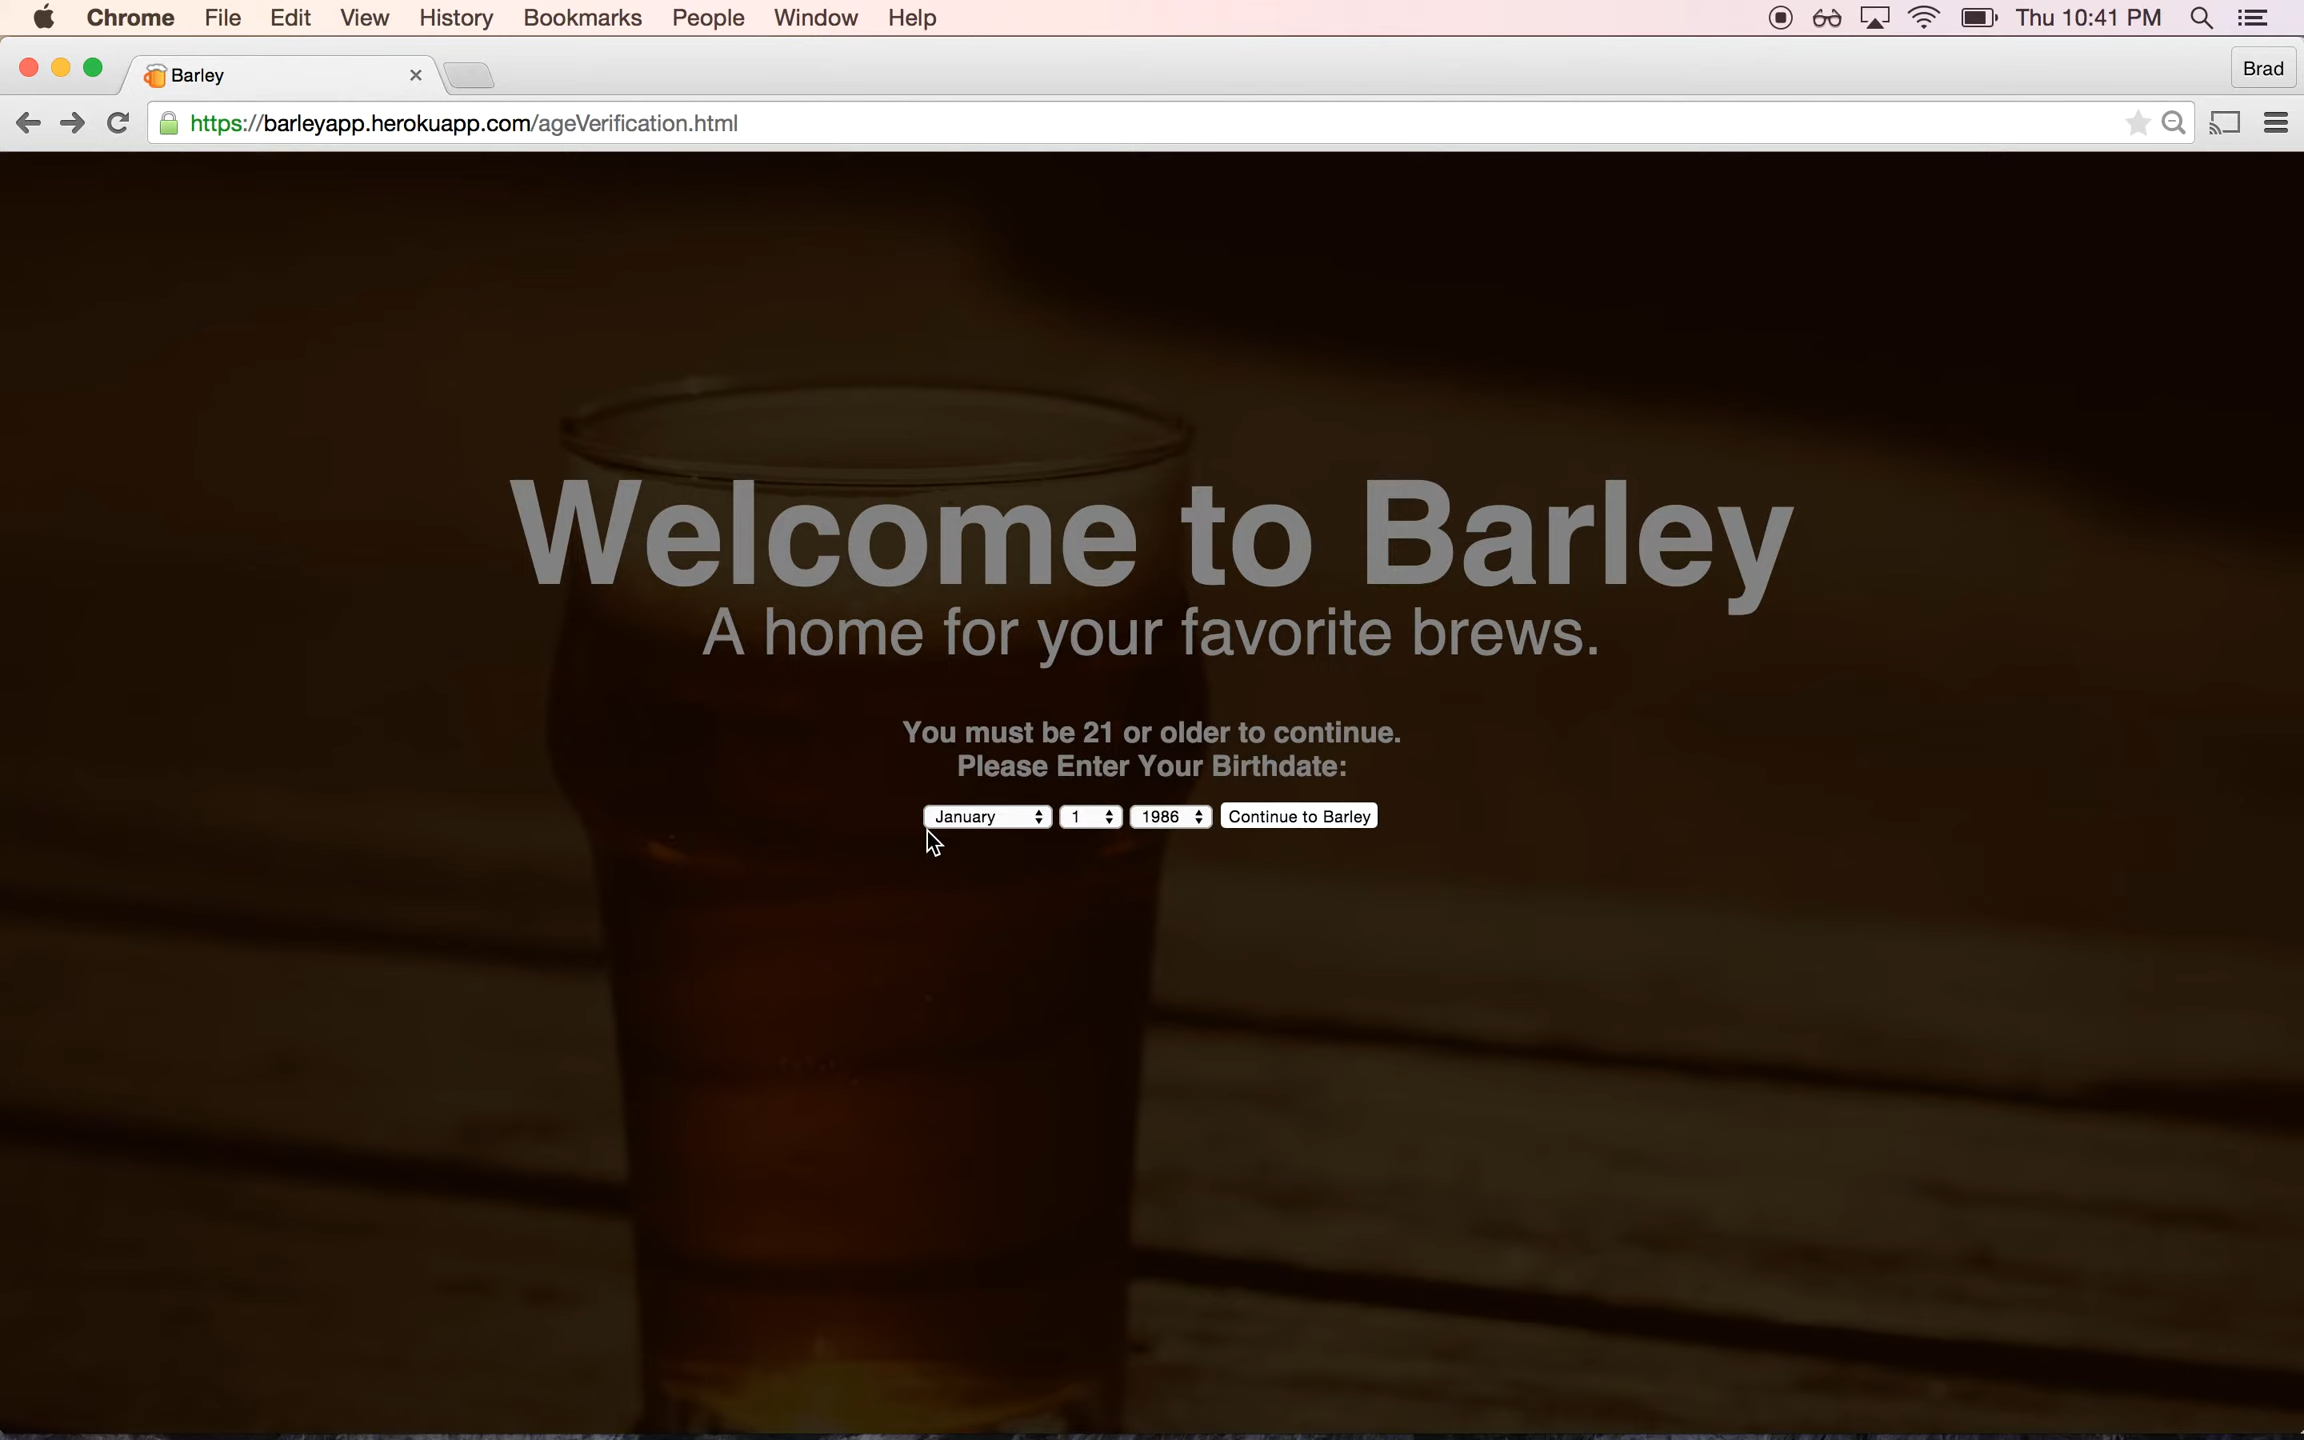 Chrome File Edit View History Bookmarks People Window Help Thu 10:41 PM
Barley Brad
https://barleyapp.herokuapp.com/ageVerification.html
Welcome to Barley
A home for your favorite brews.
You must be 21 or older to continue.
Please Enter Your Birthdate:
January 1 1986 Continue to Barley